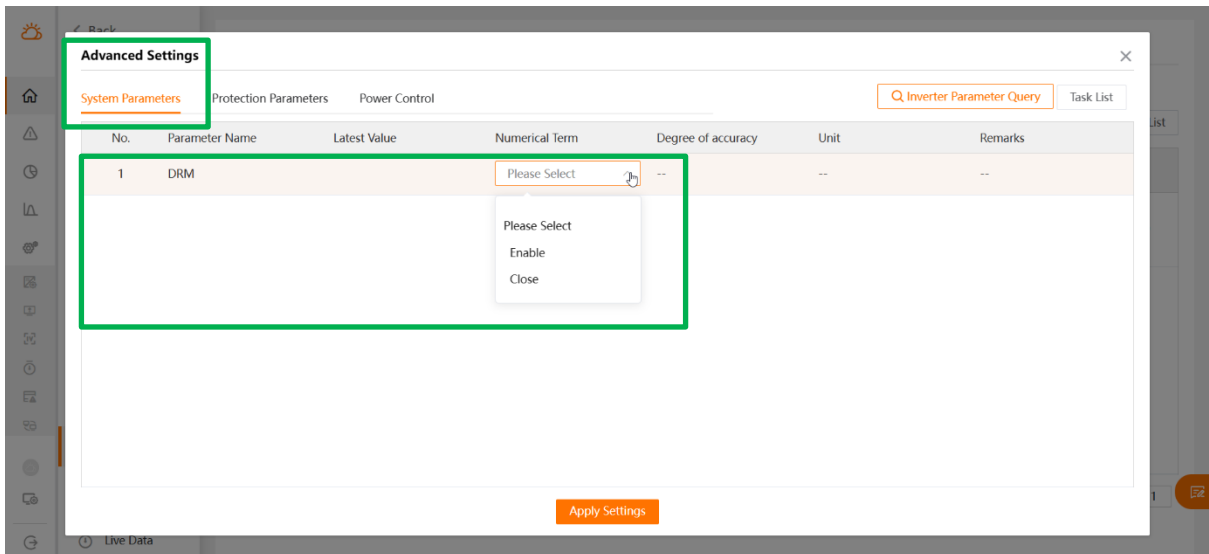 Back
Advanced Settings
System Parameters Protection Parameters Power Control Inverter Parameter Query Task List
List
No. Parameter Name Latest Value Numerical Term Degree of accuracy Unit Remarks
1 DRM Please Select -- -- --
Please Select
Enable
Close
1
Apply Settings
Live Data